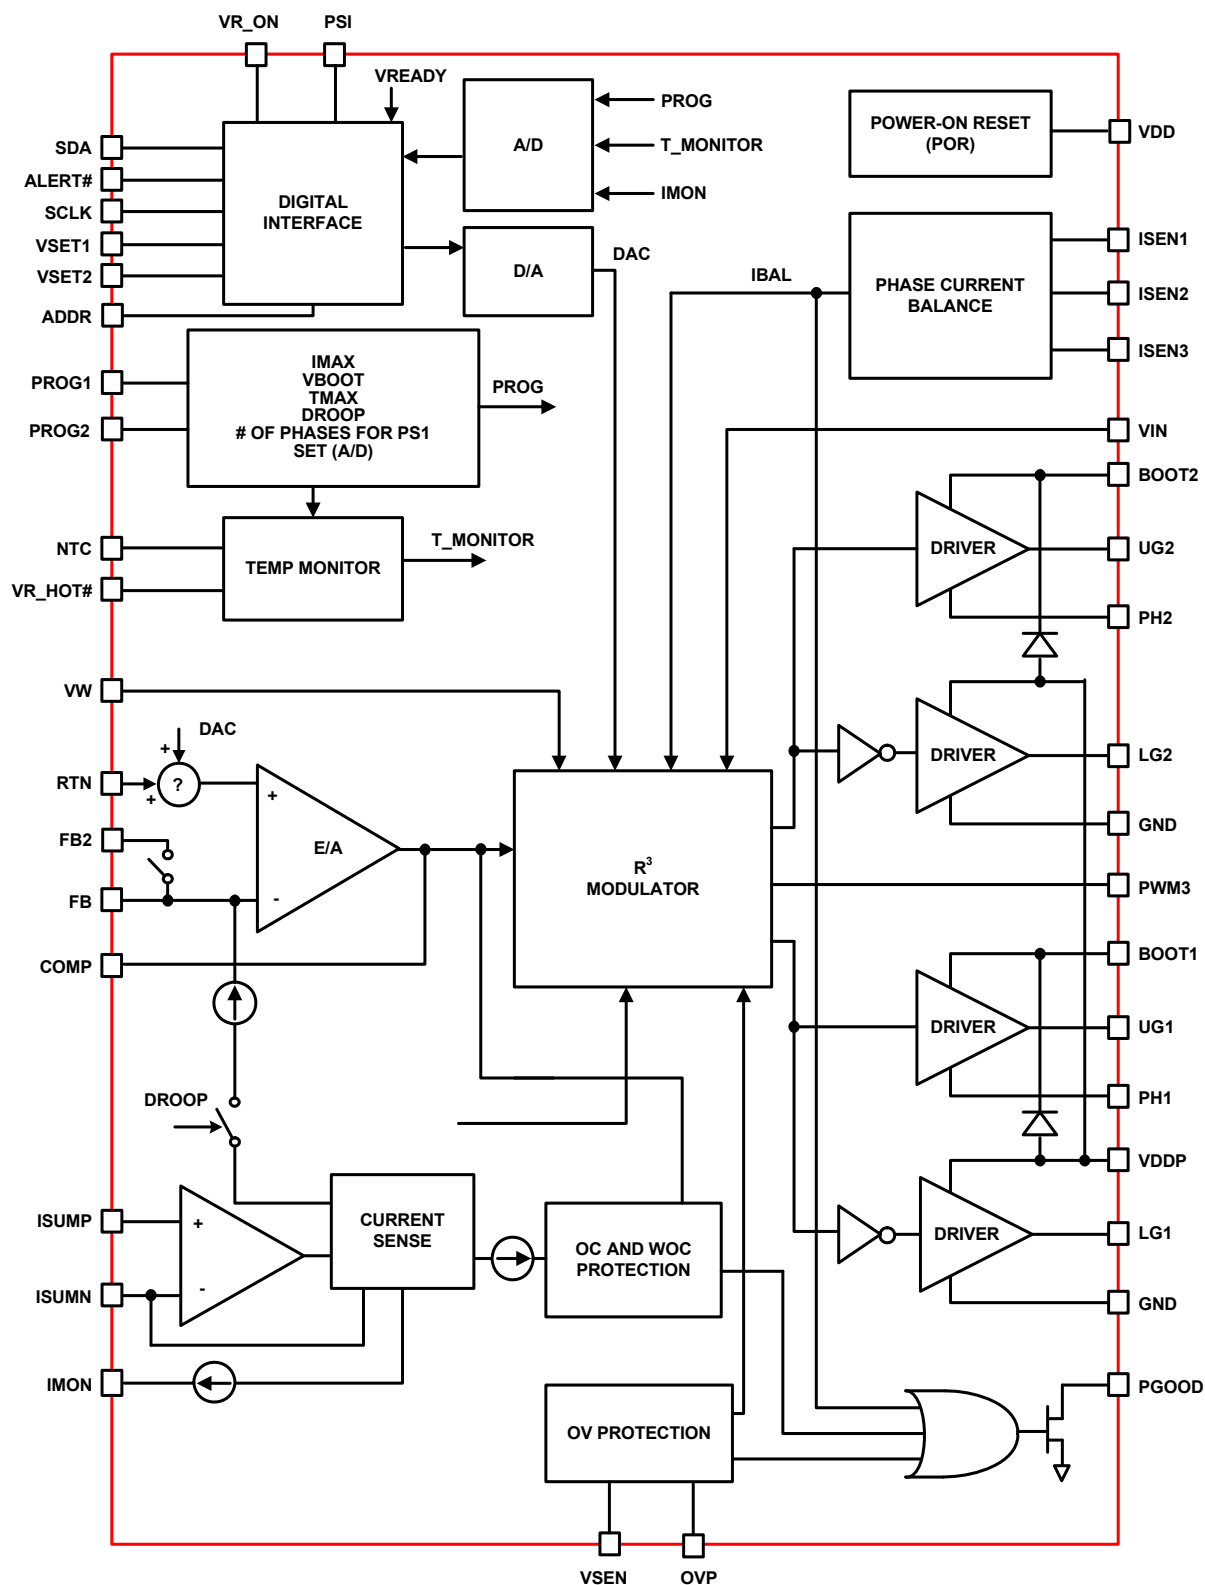 VR_ON
PSI
VREADY
SDA
ALERT#
SCLK
VSET1
VSET2
ADDR
DIGITAL
INTERFACE
A/D
PROG
T_MONITOR
IMON
D/A
DAC
POWER-ON RESET
(POR)
VDD
IBAL
PHASE CURRENT
BALANCE
ISEN1
ISEN2
ISEN3
PROG1
PROG2
IMAX
VBOOT
TMAX
DROOP
# OF PHASES FOR PS1
SET (A/D)
PROG
VIN
NTC
VR_HOT#
TEMP MONITOR
T_MONITOR
BOOT2
DRIVER
UG2
PH2
VW
DAC
+
RTN
+
?
FB2
FB
COMP
+
E/A
-
R3
MODULATOR
DRIVER
LG2
GND
PWM3
BOOT1
DRIVER
UG1
PH1
VDDP
DROOP
ISUMP
ISUMN
IMON
+
-
CURRENT
SENSE
OC AND WOC
PROTECTION
DRIVER
LG1
GND
OV PROTECTION
PGOOD
VSEN
OVP